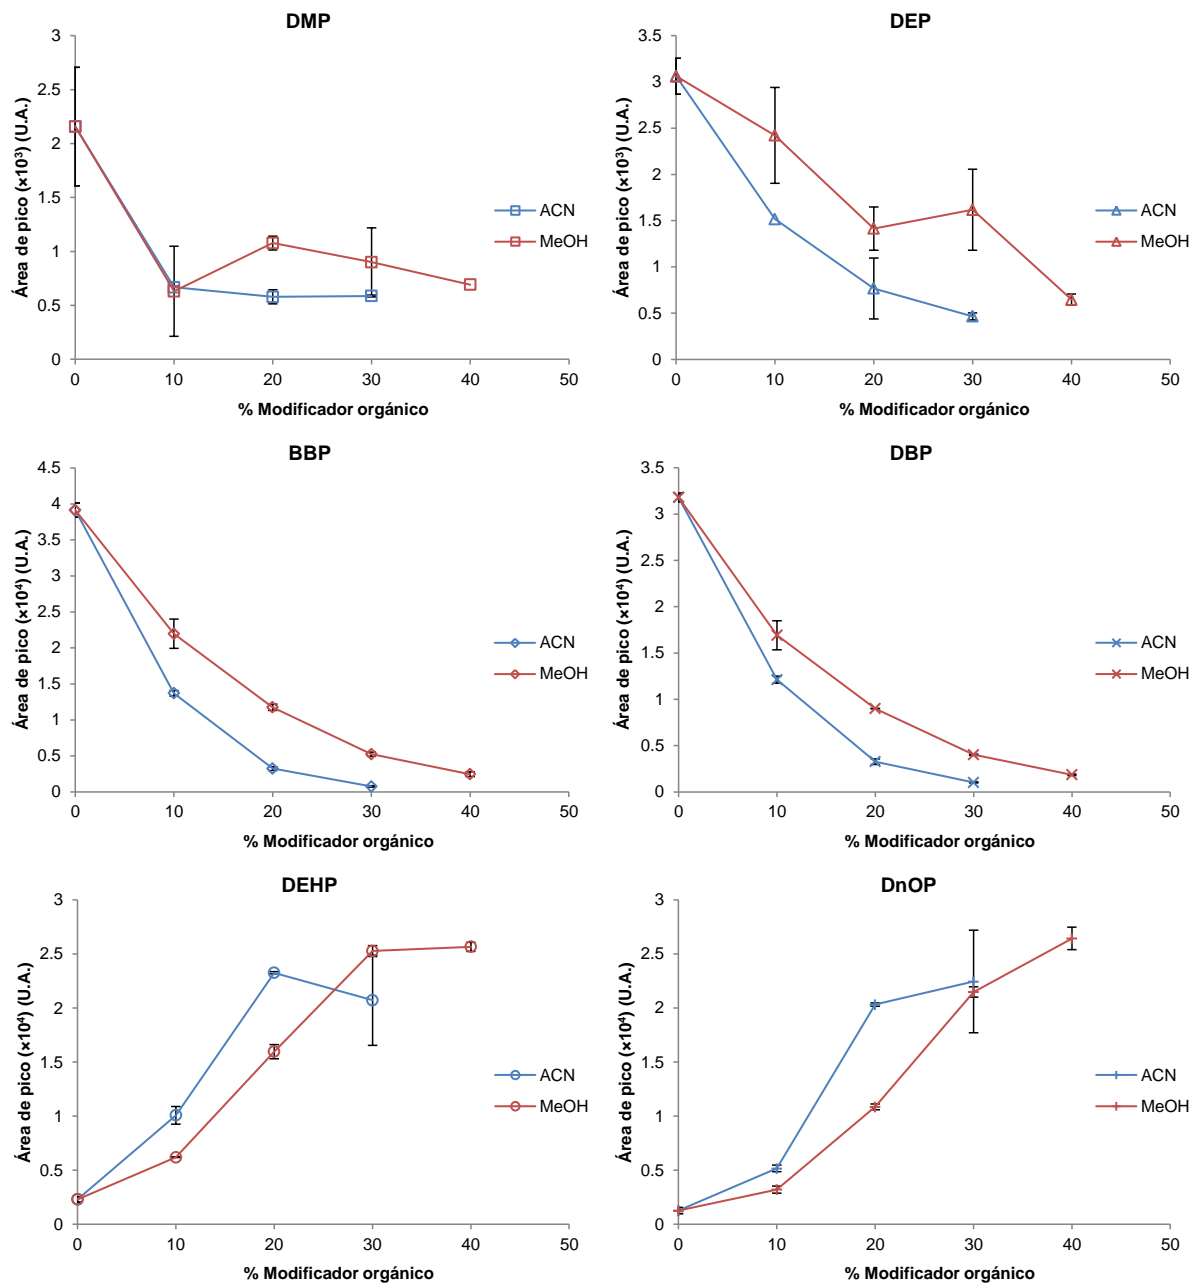 DMP
3
2.5
2
1.5
1
0.5
0
0
10
20
30
40
50
Área de pico (×10³) (U.A.)
% Modificador orgánico
ACN
MeOH
DEP
3.5
3
2.5
2
1.5
1
0.5
0
0
10
20
30
40
50
Área de pico (×10³) (U.A.)
% Modificador orgánico
ACN
MeOH
BBP
4.5
4
3.5
3
2.5
2
1.5
1
0.5
0
0
10
20
30
40
50
Área de pico (×10⁴) (U.A.)
% Modificador orgánico
ACN
MeOH
DBP
3.5
3
2.5
2
1.5
1
0.5
0
0
10
20
30
40
50
Área de pico (×10⁴) (U.A.)
% Modificador orgánico
ACN
MeOH
DEHP
3
2.5
2
1.5
1
0.5
0
0
10
20
30
40
50
Área de pico (×10⁴) (U.A.)
% Modificador orgánico
ACN
MeOH
DnOP
3
2.5
2
1.5
1
0.5
0
0
10
20
30
40
50
Área de pico (×10⁴) (U.A.)
% Modificador orgánico
ACN
MeOH